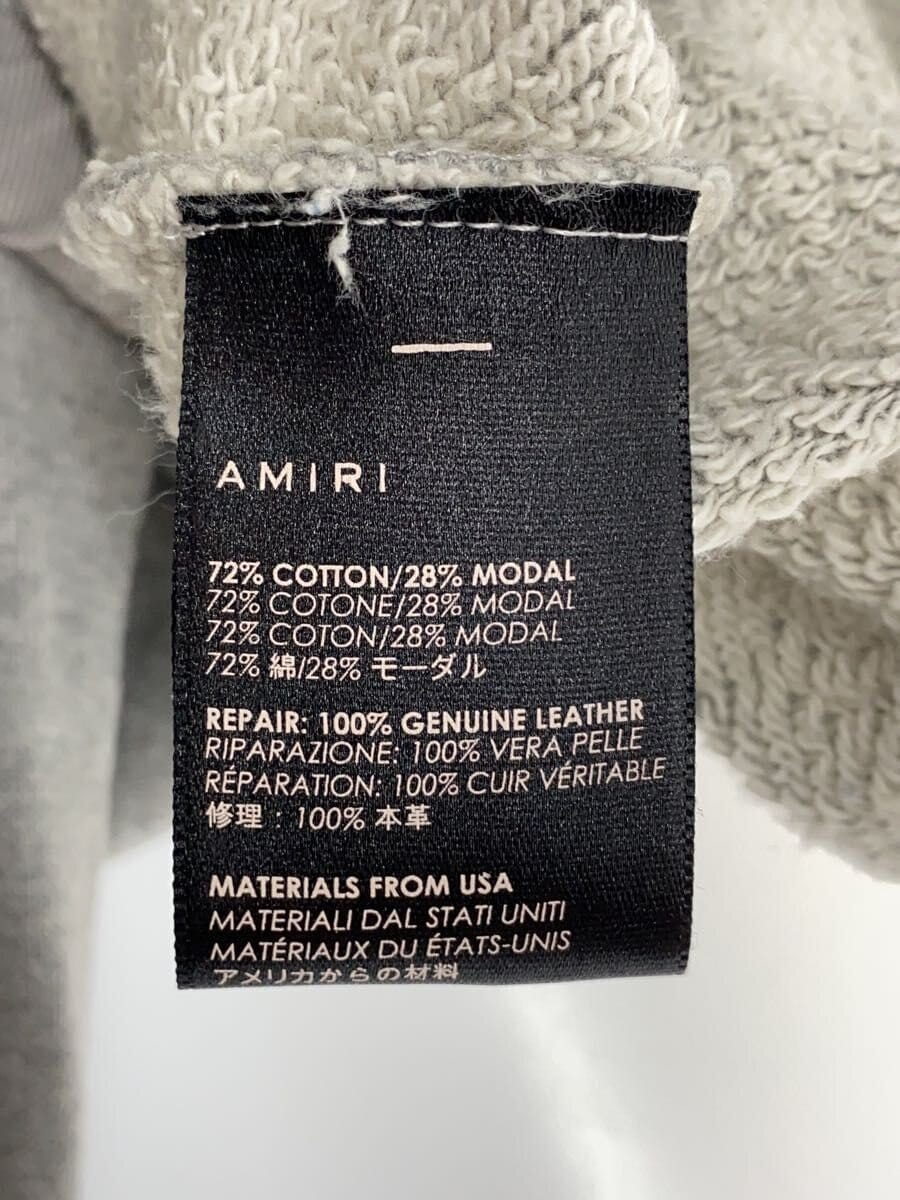 AMIRI
72% COTTON/28% MODAL
72% COTONE/28% MODAL
72% COTON/28% MODAL
72% 綿/28% モーダル
REPAIR: 100% GENUINE LEATHER
RIPARAZIONE: 100% VERA PELLE
RÉPARATION: 100% CUIR VÉRITABLE
修理 : 100% 本革
MATERIALS FROM USA
MATERIALI DAL STATI UNITI
MATÉRIAUX DU ÉTATS-UNIS
アメリカからの材料